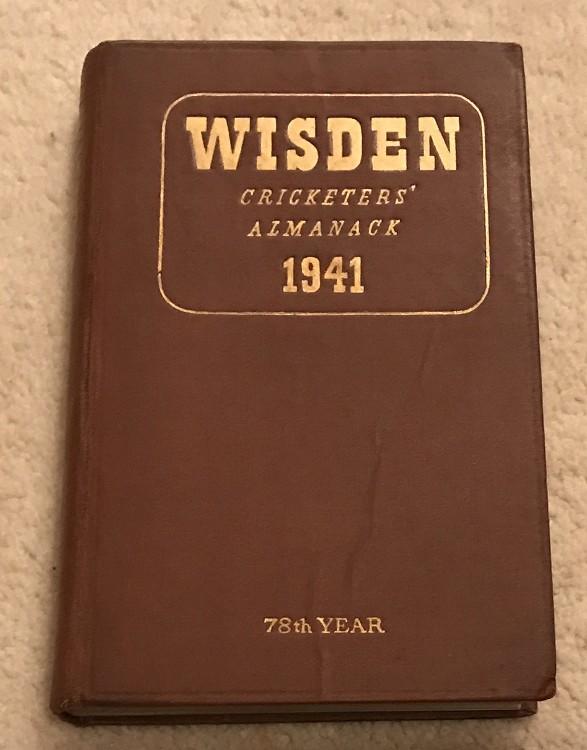 WISDEN
CRICKETERS'
ALMANACK
1941
78th YEAR